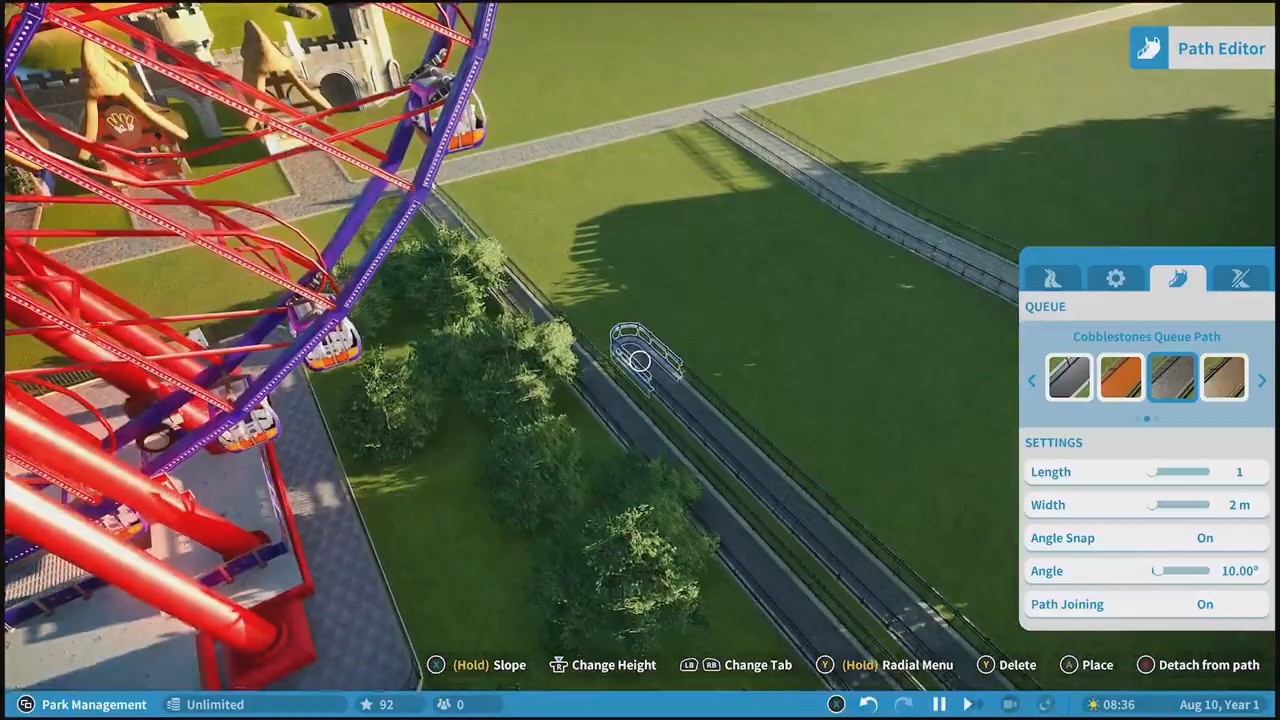 Path Editor
QUEUE
Cobblestones Queue Path
SETTINGS
Length 1
Width 2 m
Angle Snap On
Angle 10.00°
Path Joining On
X (Hold) Slope R Change Height LB RB Change Tab Y (Hold) Radial Menu Y Delete A Place Detach from path
Park Management Unlimited 92 0 X 08:36 Aug 10, Year 1